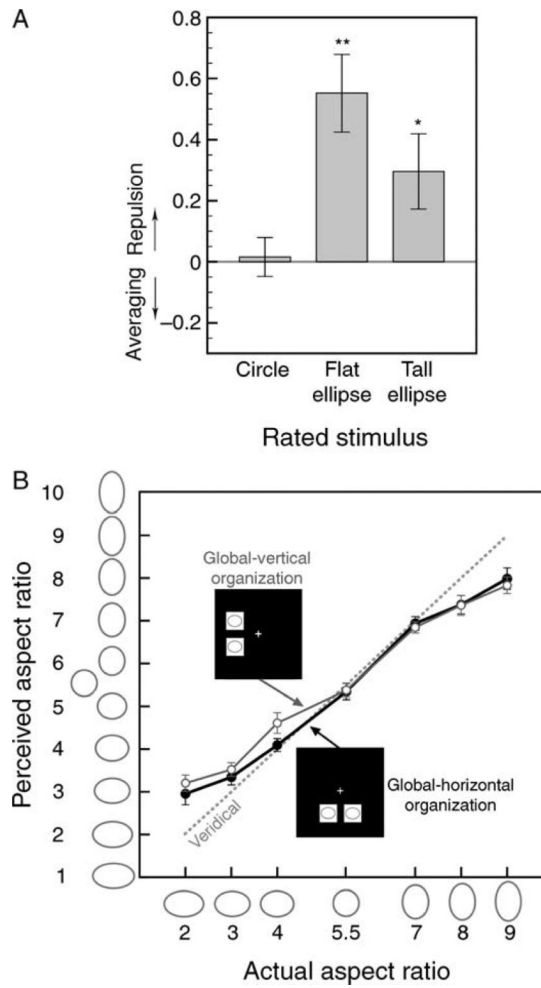 A
0.8
0.6
0.4
0.2
0
–0.2
Averaging Repulsion
**
*
Circle
Flat
ellipse
Tall
ellipse
Rated stimulus
B
10
9
8
7
6
5
4
3
2
1
Perceived aspect ratio
Global-vertical
organization
Global-horizontal
organization
Veridical
2 3 4 5.5 7 8 9
Actual aspect ratio